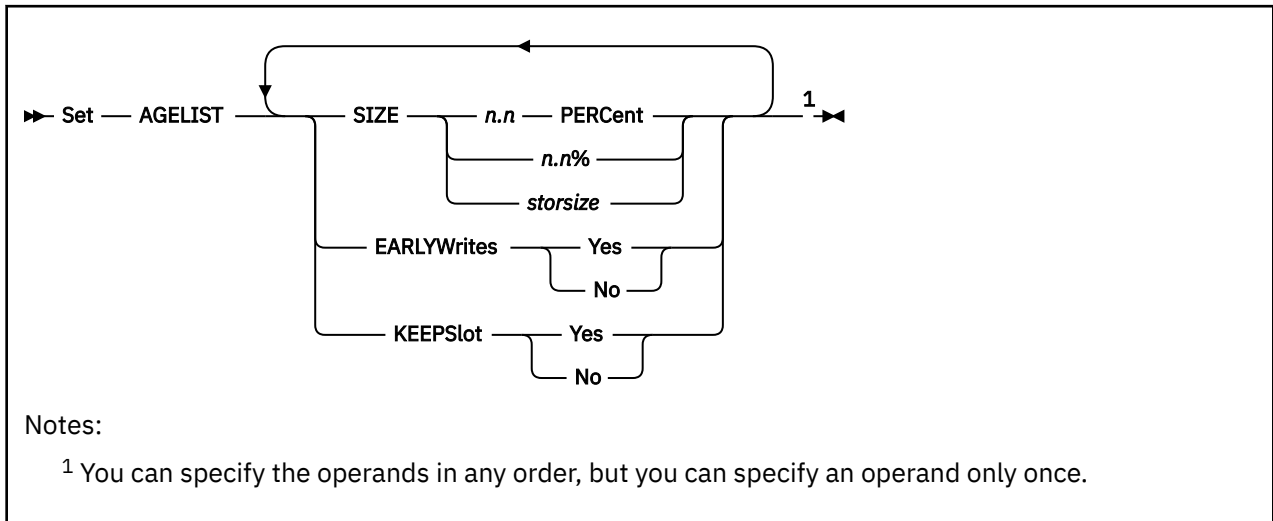 Set AGELIST SIZE n.n PERCent 1
n.n%
storsize
EARLYWrites Yes
No
KEEPSlot Yes
No
Notes:
1 You can specify the operands in any order, but you can specify an operand only once.